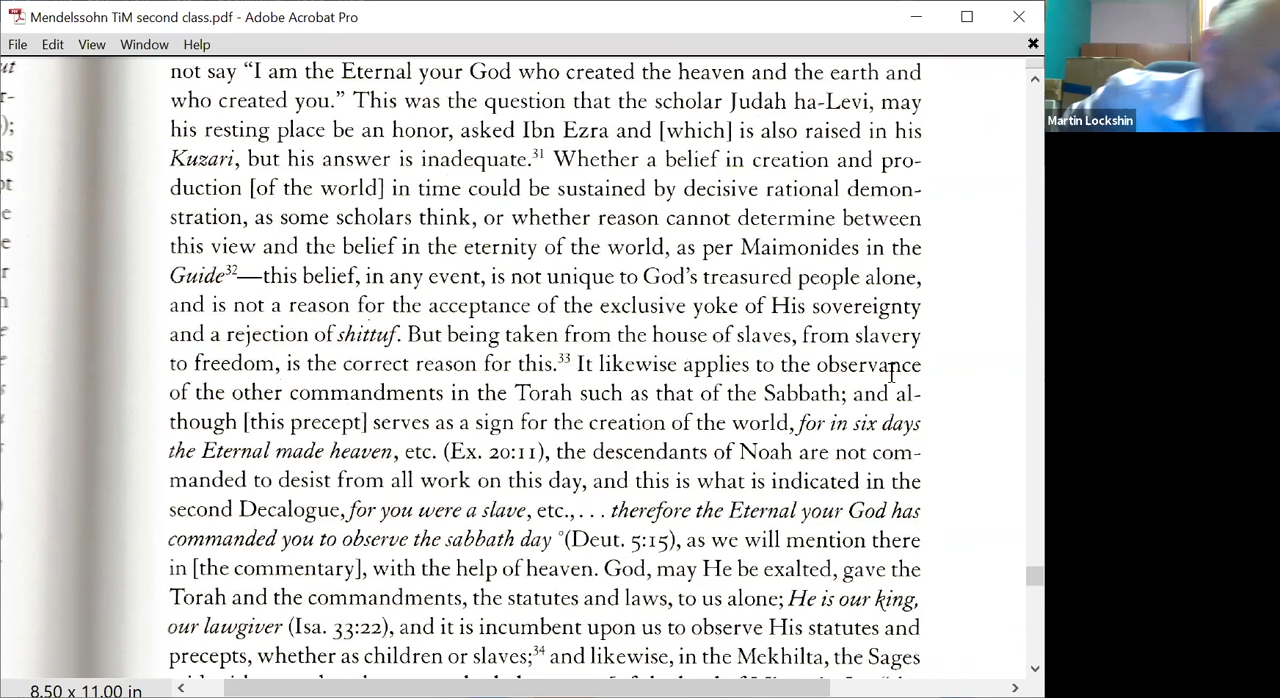 Mendelssohn TiM second class.pdf - Adobe Acrobat Pro
File Edit View Window Help
not say “I am the Eternal your God who created the heaven and the earth and
who created you.” This was the question that the scholar Judah ha-Levi, may
his resting place be an honor, asked Ibn Ezra and [which] is also raised in his
Kuzari, but his answer is inadequate.31 Whether a belief in creation and pro-
duction [of the world] in time could be sustained by decisive rational demon-
stration, as some scholars think, or whether reason cannot determine between
this view and the belief in the eternity of the world, as per Maimonides in the
Guide32—this belief, in any event, is not unique to God’s treasured people alone,
and is not a reason for the acceptance of the exclusive yoke of His sovereignty
and a rejection of shittuf. But being taken from the house of slaves, from slavery
to freedom, is the correct reason for this.33 It likewise applies to the observance
of the other commandments in the Torah such as that of the Sabbath; and al-
though [this precept] serves as a sign for the creation of the world, for in six days
the Eternal made heaven, etc. (Ex. 20:11), the descendants of Noah are not com-
manded to desist from all work on this day, and this is what is indicated in the
second Decalogue, for you were a slave, etc., . . . therefore the Eternal your God has
commanded you to observe the sabbath day °(Deut. 5:15), as we will mention there
in [the commentary], with the help of heaven. God, may He be exalted, gave the
Torah and the commandments, the statutes and laws, to us alone; He is our king,
our lawgiver (Isa. 33:22), and it is incumbent upon us to observe His statutes and
precepts, whether as children or slaves;34 and likewise, in the Mekhilta, the Sages
8.50 x 11.00 in
Martin Lockshin